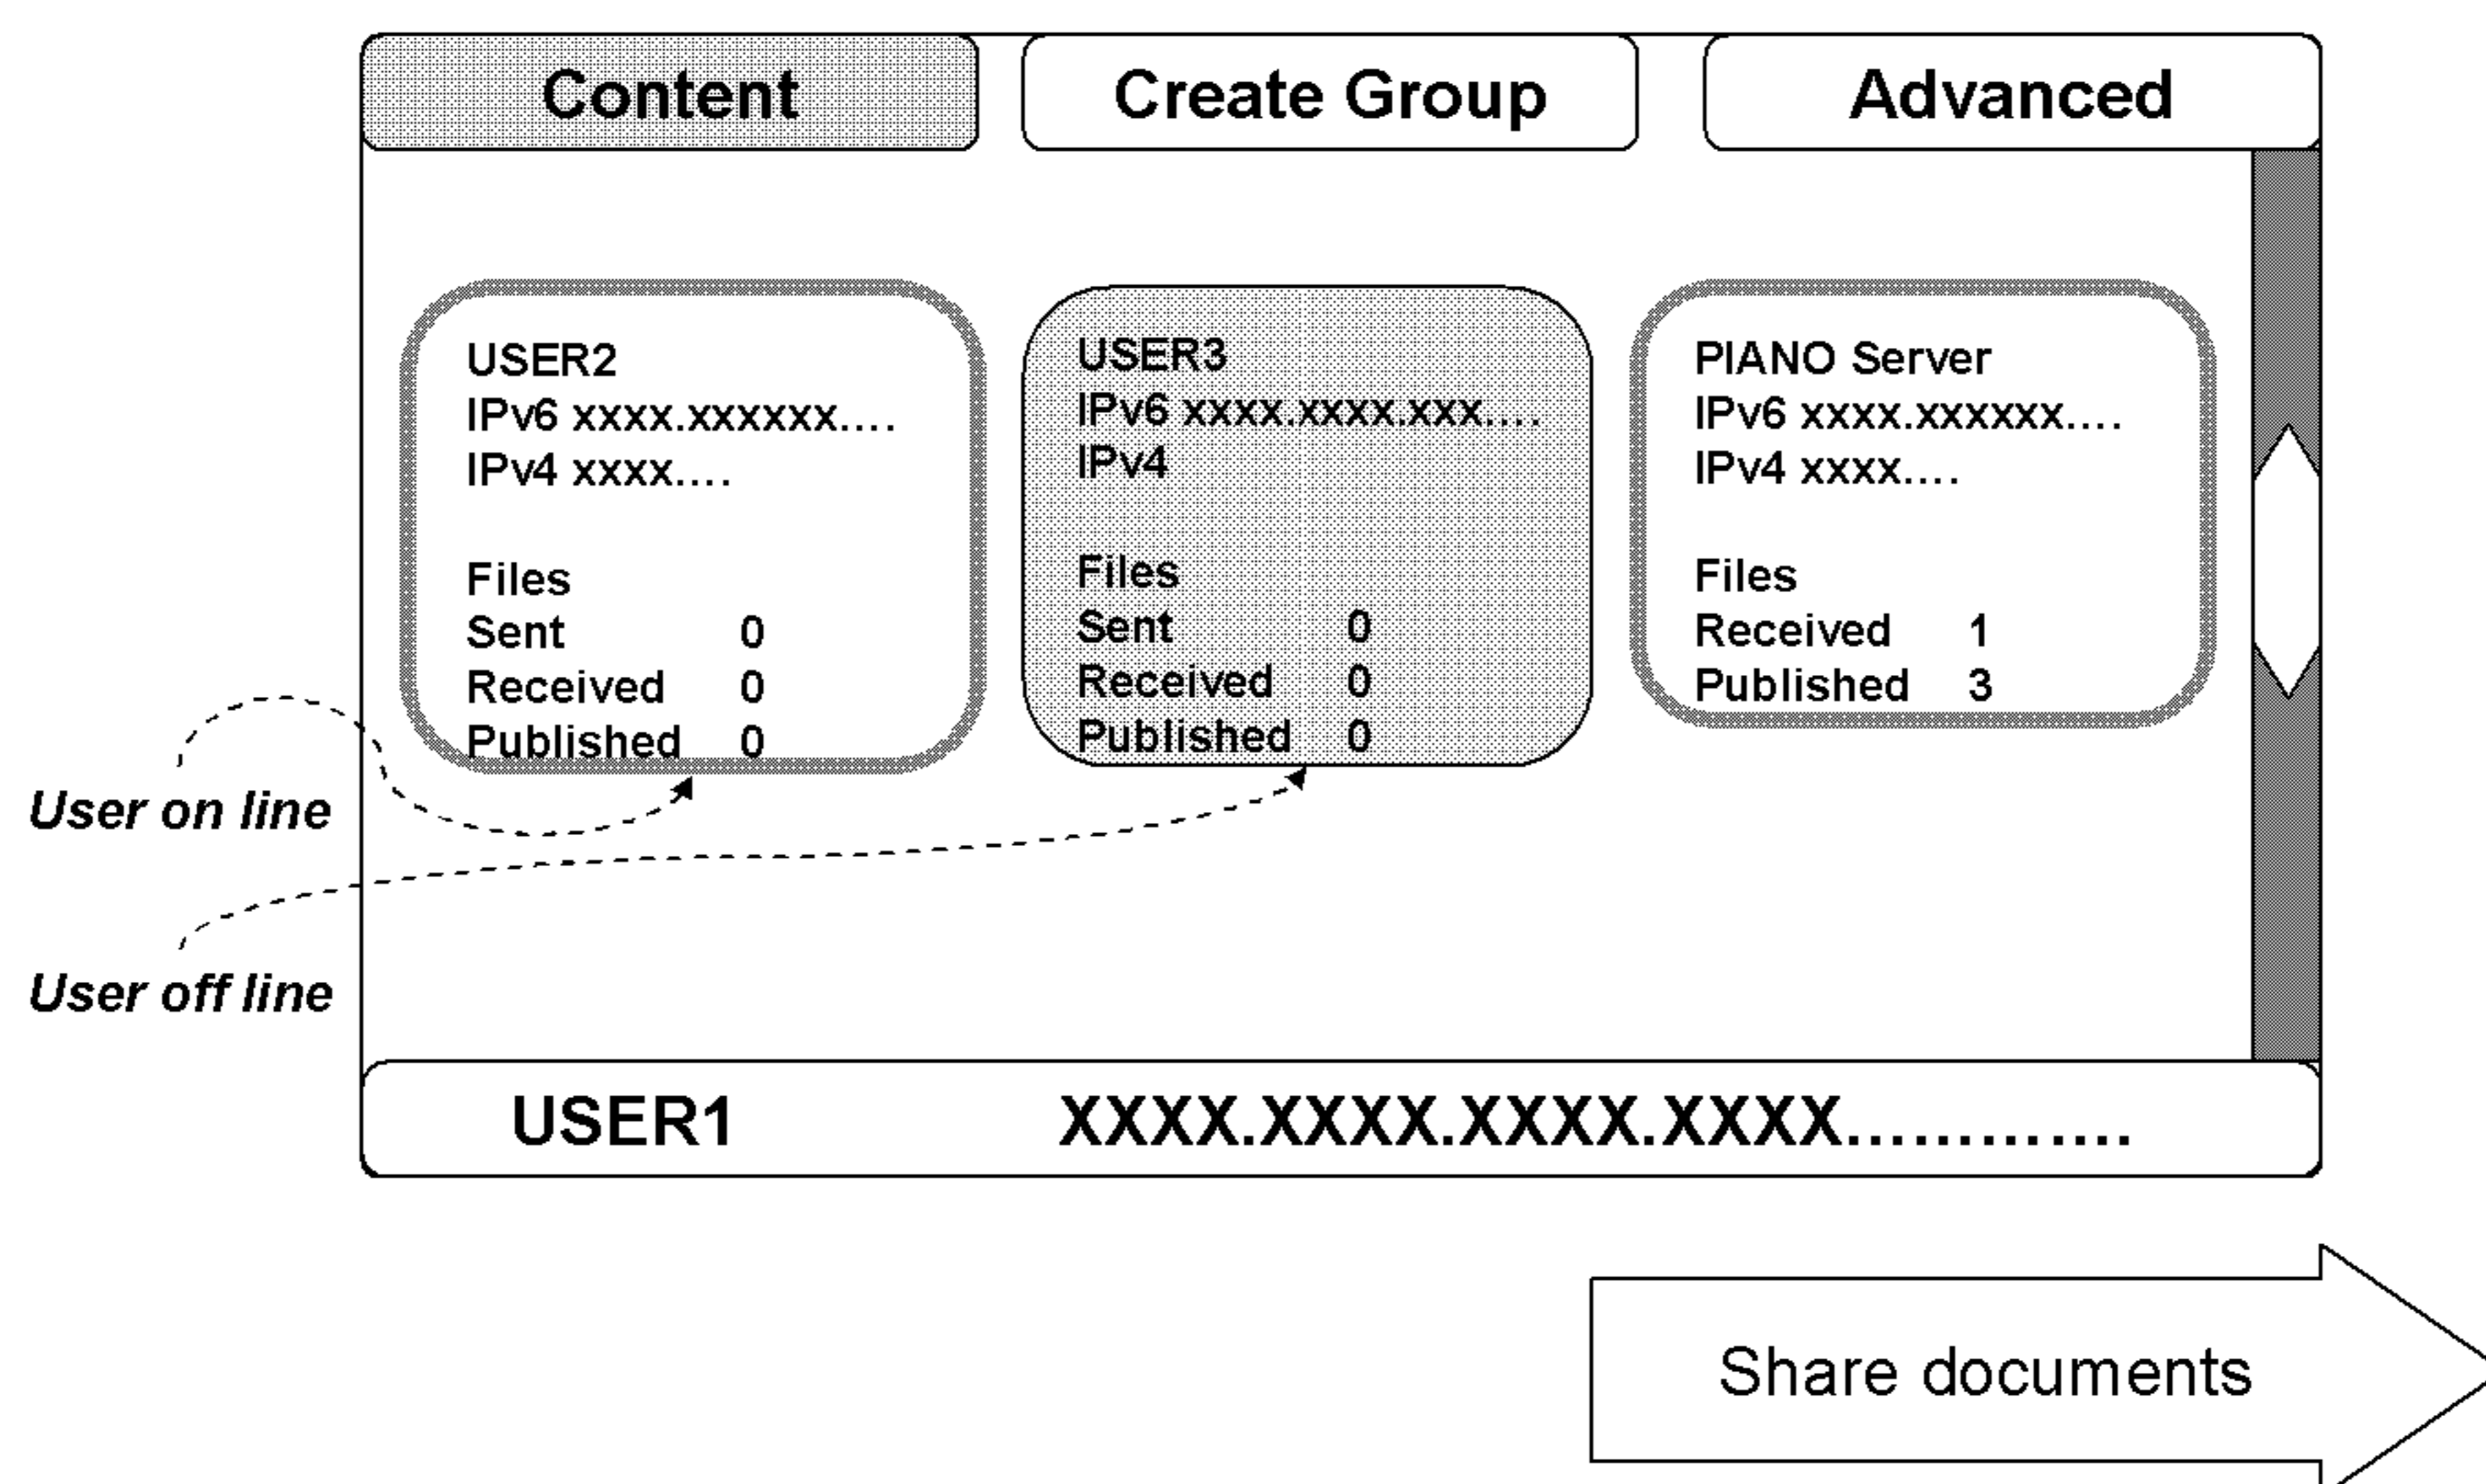 Content
Create Group
Advanced
USER2
IPv6 xxxx.xxxxxx....
IPv4 xxxx....
Files
Sent 0
Received 0
Published 0
USER3
IPv6 xxxx.xxxx.xxx....
IPv4
Files
Sent 0
Received 0
Published 0
PIANO Server
IPv6 xxxx.xxxxxx....
IPv4 xxxx....
Files
Received 1
Published 3
User on line
User off line
USER1 XXXX.XXXX.XXXX.XXXX.............
Share documents